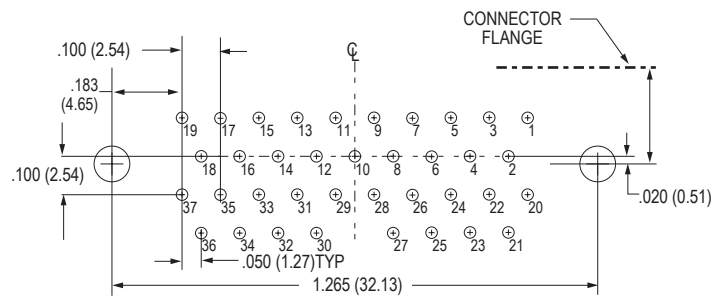 CONNECTOR
FLANGE
.100 (2.54)
℄
.183
(4.65)
19 17 15 13 11 9 7 5 3 1
18 16 14 12 10 8 6 4 2
.100 (2.54)
.020 (0.51)
37 35 33 31 29 28 26 24 22 20
36 34 32 30 27 25 23 21
.050 (1.27)TYP
1.265 (32.13)